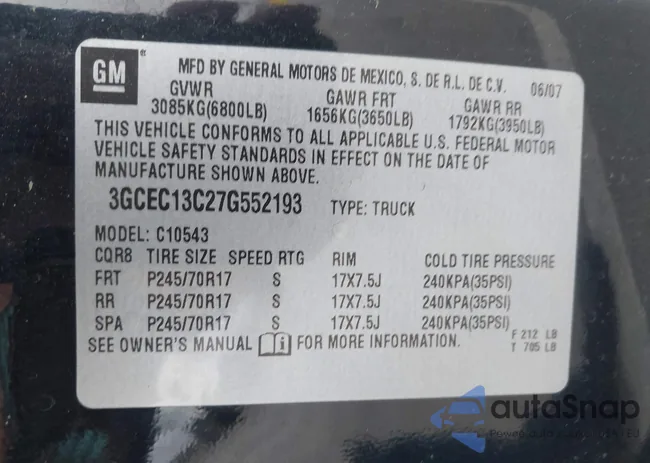 GM ®
MFD BY GENERAL MOTORS DE MEXICO, S. DE R.L. DE C.V. 06/07
GVWR GAWR FRT GAWR RR
3085KG(6800LB) 1656KG(3650LB) 1792KG(3950LB)
THIS VEHICLE CONFORMS TO ALL APPLICABLE U.S. FEDERAL MOTOR
VEHICLE SAFETY STANDARDS IN EFFECT ON THE DATE OF
MANUFACTURE SHOWN ABOVE.
3GCEC13C27G552193 TYPE: TRUCK
MODEL: C10543
CQR8 TIRE SIZE SPEED RTG RIM COLD TIRE PRESSURE
FRT P245/70R17 S 17X7.5J 240KPA(35PSI)
RR P245/70R17 S 17X7.5J 240KPA(35PSI)
SPA P245/70R17 S 17X7.5J 240KPA(35PSI)
SEE OWNER'S MANUAL i FOR MORE INFORMATION.
F 212 LB
T 705 LB
autoSnap